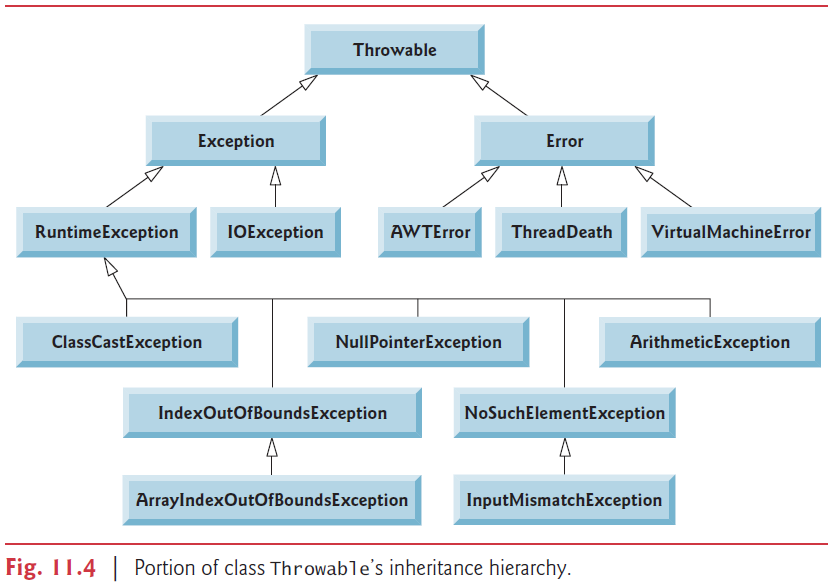 Throwable
Exception
Error
RuntimeException
IOException
AWTError
ThreadDeath
VirtualMachineError
ClassCastException
NullPointerException
ArithmeticException
IndexOutOfBoundsException
NoSuchElementException
ArrayIndexOutOfBoundsException
InputMismatchException
Fig. 11.4 | Portion of class Throwable's inheritance hierarchy.